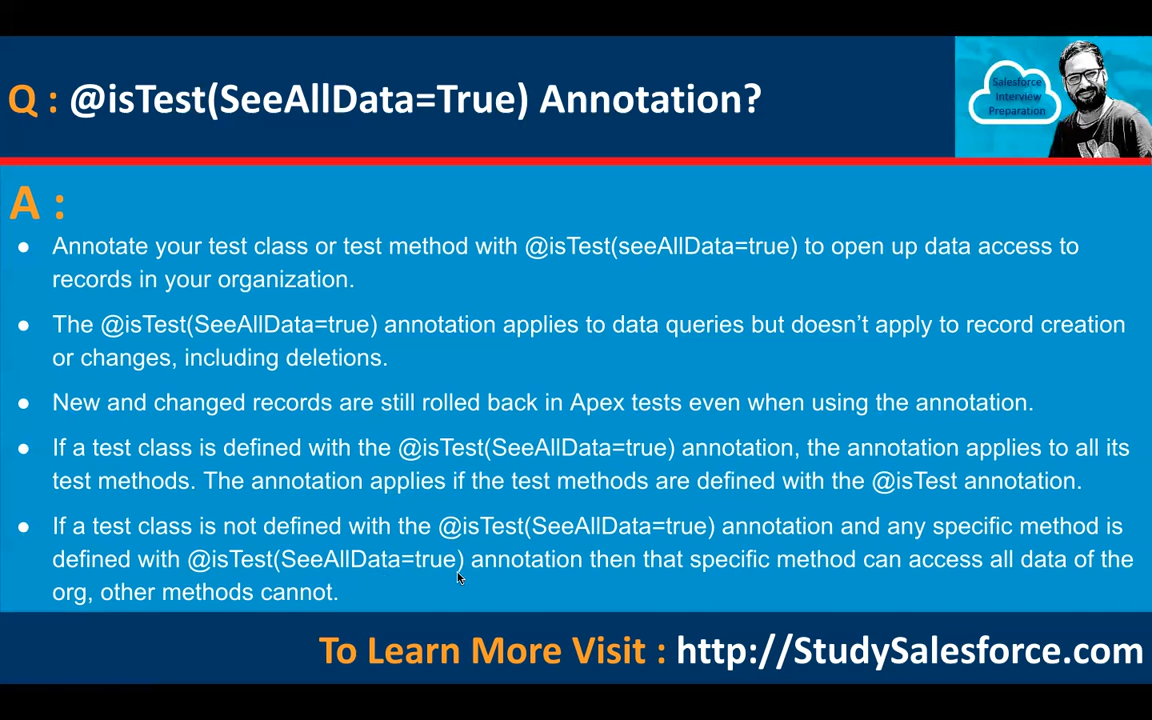 Q : @isTest(SeeAllData=True) Annotation?
Salesforce
Interview
Preparation
A :
● Annotate your test class or test method with @isTest(seeAllData=true) to open up data access to
records in your organization.
● The @isTest(SeeAllData=true) annotation applies to data queries but doesn’t apply to record creation
or changes, including deletions.
● New and changed records are still rolled back in Apex tests even when using the annotation.
● If a test class is defined with the @isTest(SeeAllData=true) annotation, the annotation applies to all its
test methods. The annotation applies if the test methods are defined with the @isTest annotation.
● If a test class is not defined with the @isTest(SeeAllData=true) annotation and any specific method is
defined with @isTest(SeeAllData=true) annotation then that specific method can access all data of the
org, other methods cannot.
To Learn More Visit : http://StudySalesforce.com